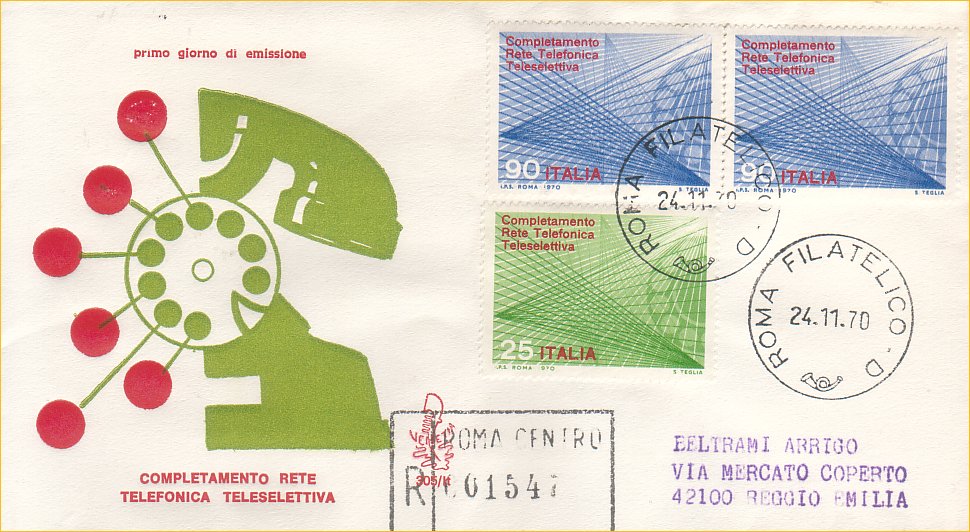 primo giorno di emissione
COMPLETAMENTO RETE
TELEFONICA TELESELETTIVA
Completamento
Rete Telefonica
Teleselettiva
90 ITALIA
I.P.S. ROMA 1970 S. TEGLIA
Completamento
Rete Telefonica
Teleselettiva
ITALIA
I.P.S. ROMA 1970 S. TEGLIA
Completamento
Rete Telefonica
Teleselettiva
25 ITALIA
I.P.S. ROMA 1970 S. TEGLIA
ROMA FILATELICO - D
24.11.70
ROMA FILATELICO - D
24.11.70
ROMA CENTRO
R 01547
305/It
BELTRAMI ARRIGO
VIA MERCATO COPERTO
42100 REGGIO EMILIA